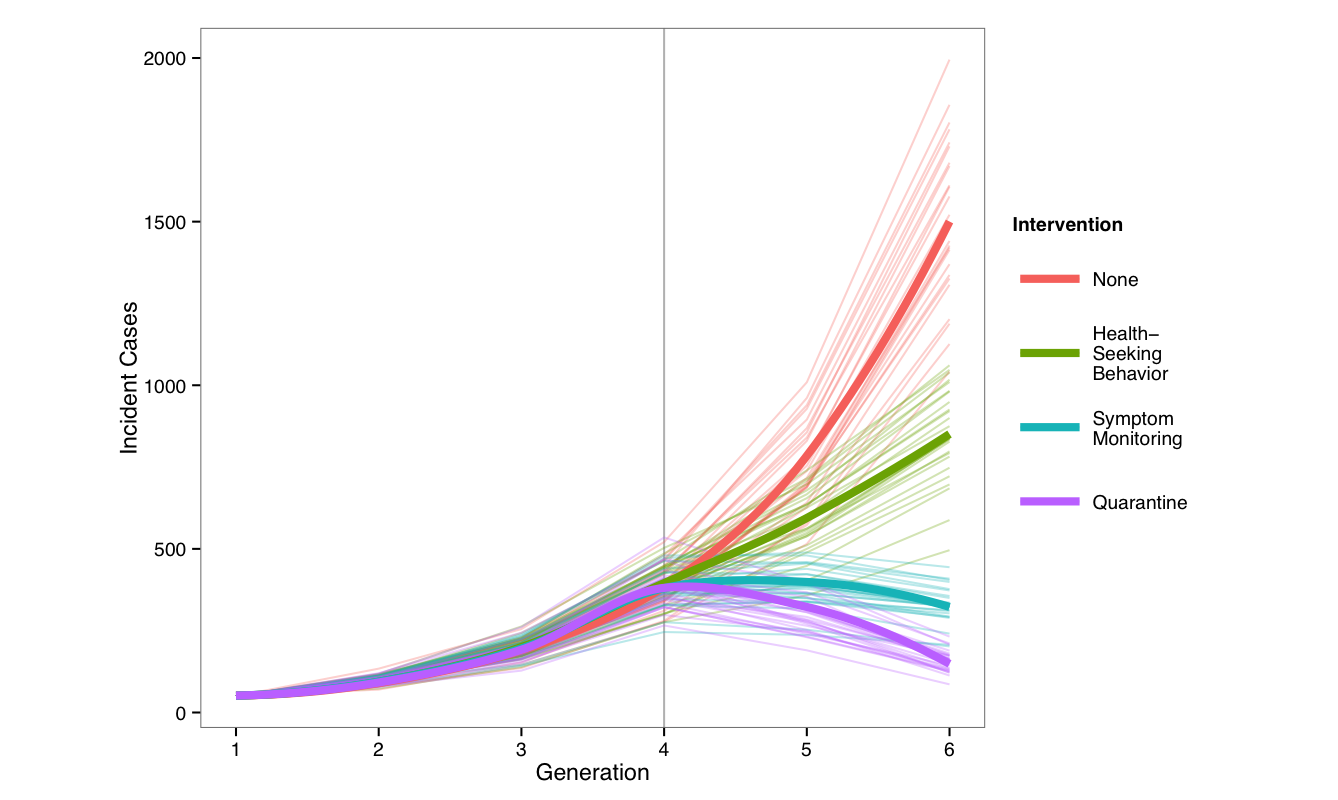 2000
1500
1000
500
0
Incident Cases
1
2
3
4
5
6
Generation
Intervention
None
Health−
Seeking
Behavior
Symptom
Monitoring
Quarantine